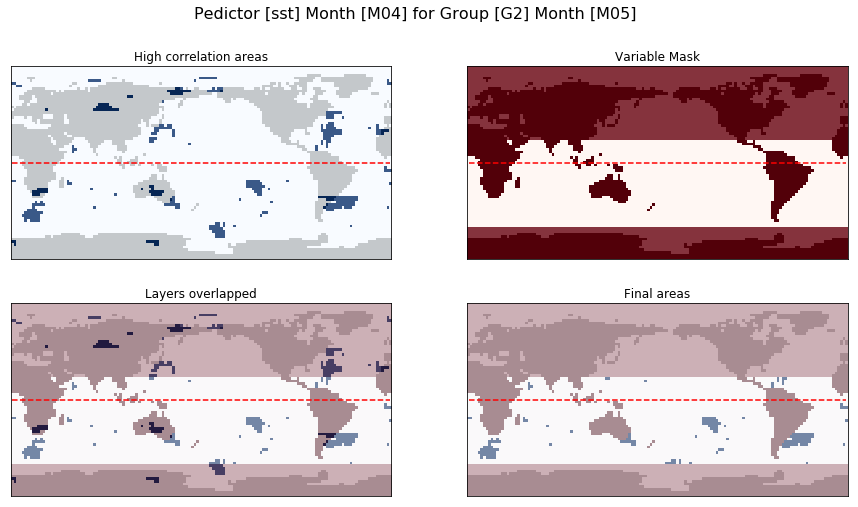 Pedictor [sst] Month [M04] for Group [G2] Month [M05]
High correlation areas
Variable Mask
Layers overlapped
Final areas